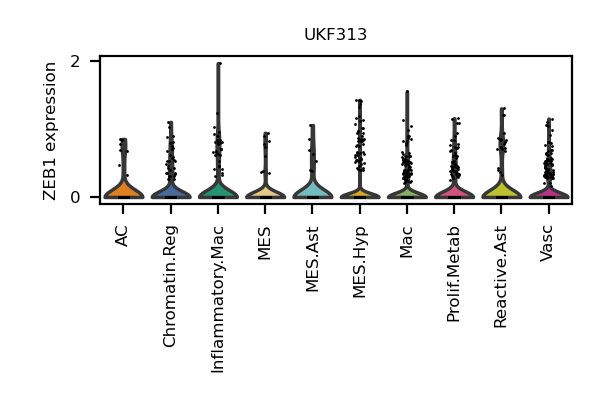 UKF313
ZEB1 expression
2
0
AC
Chromatin.Reg
Inflammatory.Mac
MES
MES.Ast
MES.Hyp
Mac
Prolif.Metab
Reactive.Ast
Vasc